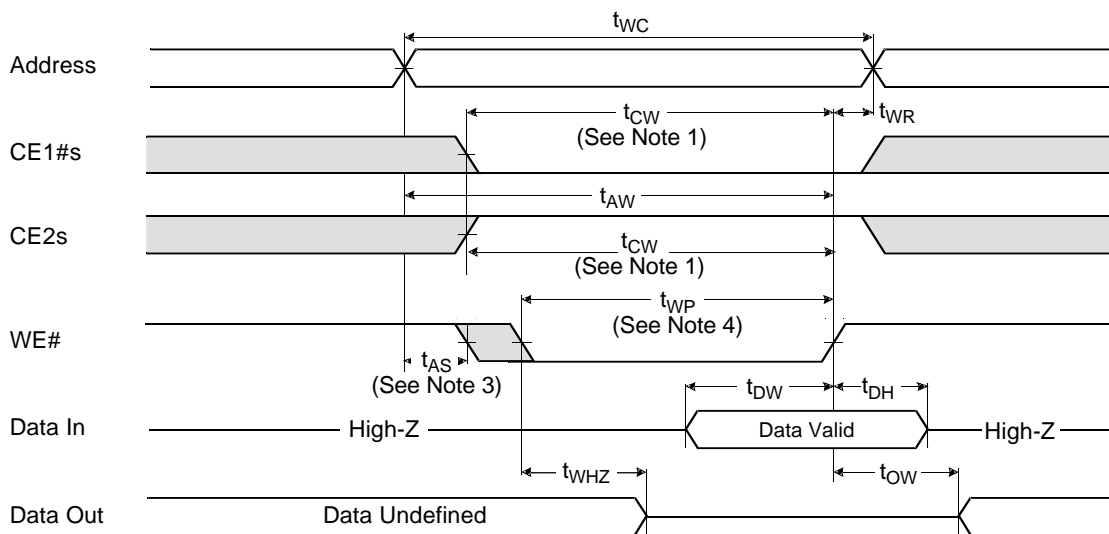 tWC
Address
tCW
(See Note 1)
tWR
CE1#s
tAW
CE2s
tCW
(See Note 1)
tWP
(See Note 4)
WE#
tAS
(See Note 3)
tDW
tDH
Data In
High-Z
Data Valid
High-Z
tWHZ
tOW
Data Out
Data Undefined